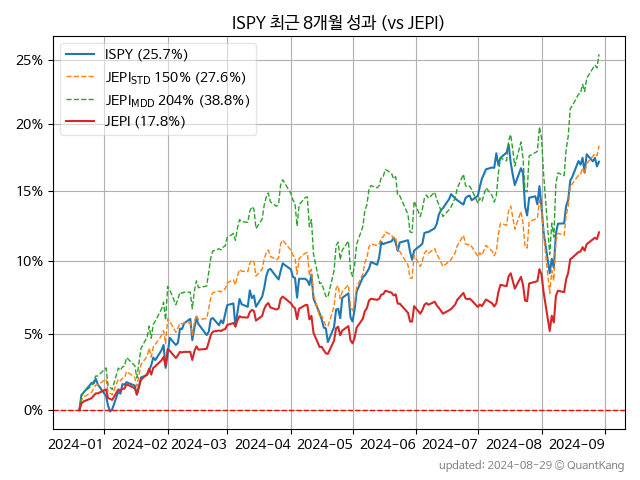 ISPY 최근 8개월 성과 (vs JEPI)
ISPY (25.7%)
JEPI_STD 150% (27.6%)
JEPI_MDD 204% (38.8%)
JEPI (17.8%)
25%
20%
15%
10%
5%
0%
2024-01 2024-02 2024-03 2024-04 2024-05 2024-06 2024-07 2024-08 2024-09
updated: 2024-08-29 © QuantKang